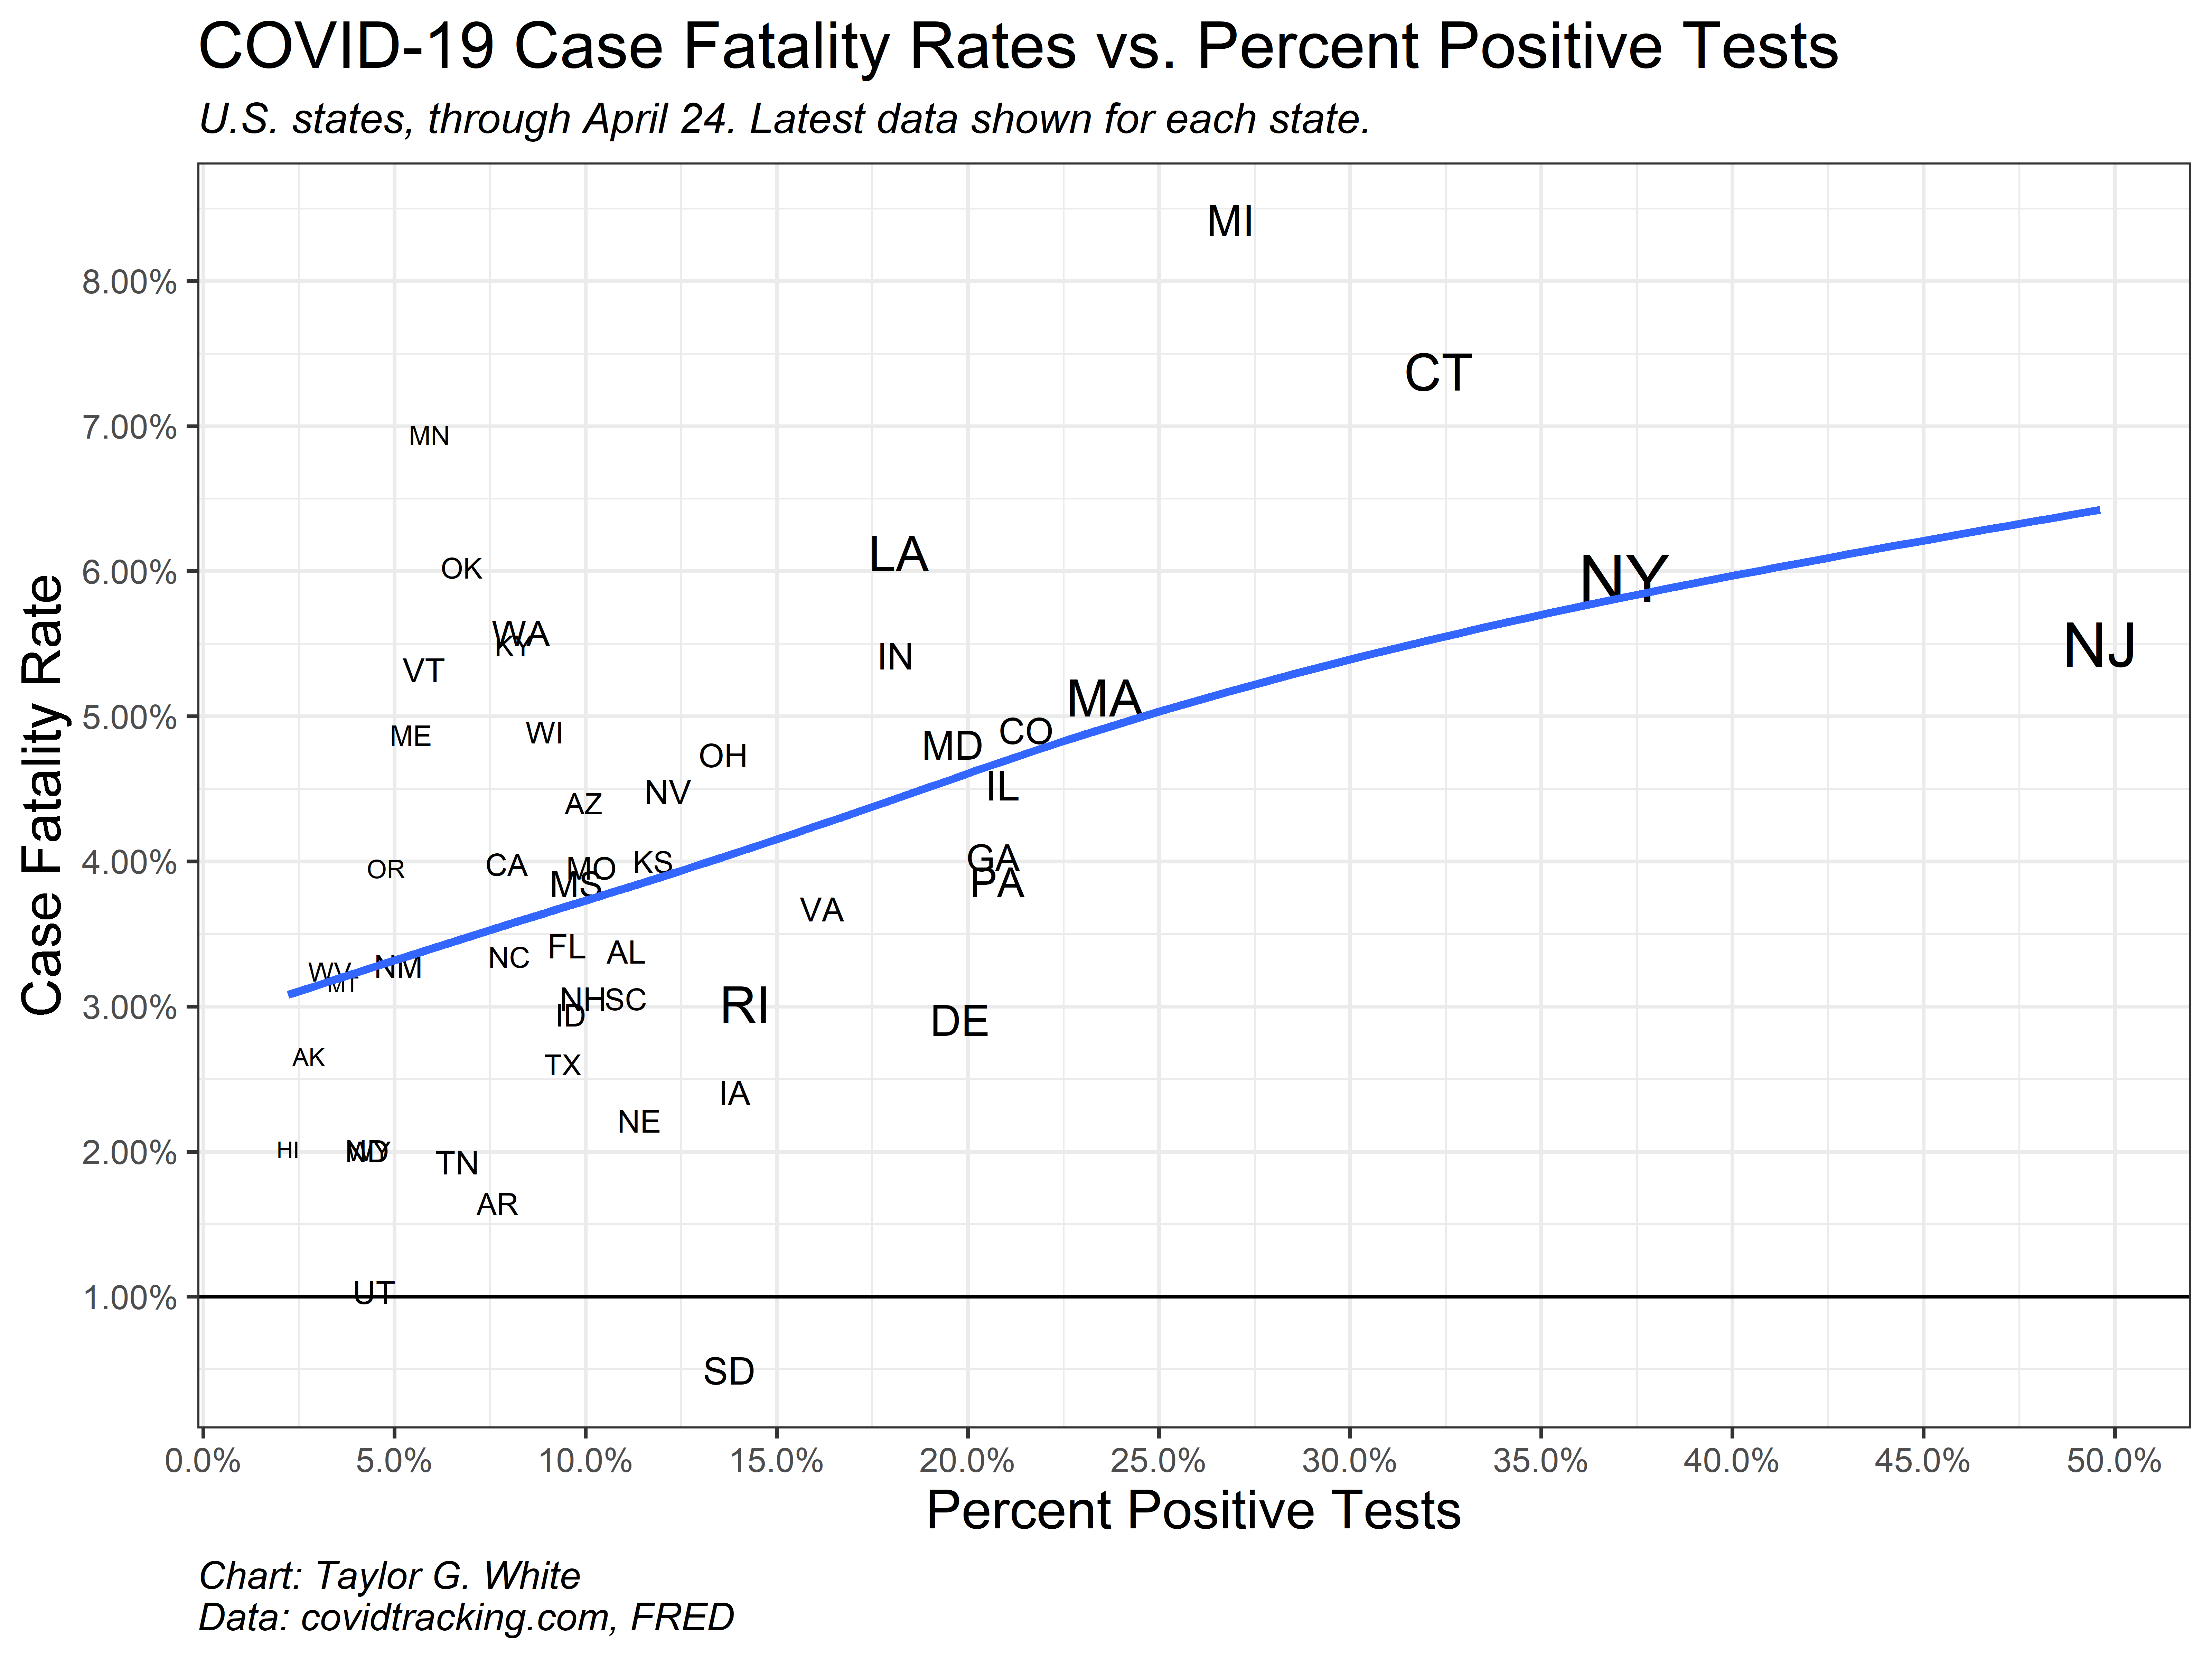 COVID-19 Case Fatality Rates vs. Percent Positive Tests
U.S. states, through April 24. Latest data shown for each state.
Case Fatality Rate
8.00%
7.00%
6.00%
5.00%
4.00%
3.00%
2.00%
1.00%
MI
CT
MN
LA
OK
NY
WA
KY
NJ
IN
VT
MA
CO
WI
ME
MD
OH
IL
NV
AZ
GA
KS
CA
MO
OR
MS
PA
VA
FL
AL
NC
NM
WV
MT
NH
SC
RI
ID
DE
AK
TX
IA
NE
HI
ND
WY
TN
AR
UT
SD
0.0% 5.0% 10.0% 15.0% 20.0% 25.0% 30.0% 35.0% 40.0% 45.0% 50.0%
Percent Positive Tests
Chart: Taylor G. White
Data: covidtracking.com, FRED